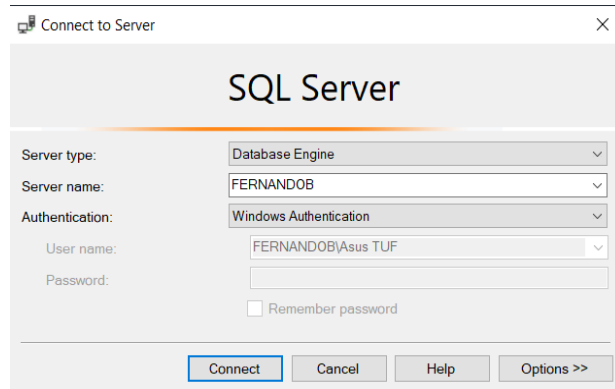 Connect to Server
SQL Server
Server type: Database Engine
Server name: FERNANDOB
Authentication: Windows Authentication
User name: FERNANDOB\Asus TUF
Password:
Remember password
Connect Cancel Help Options >>